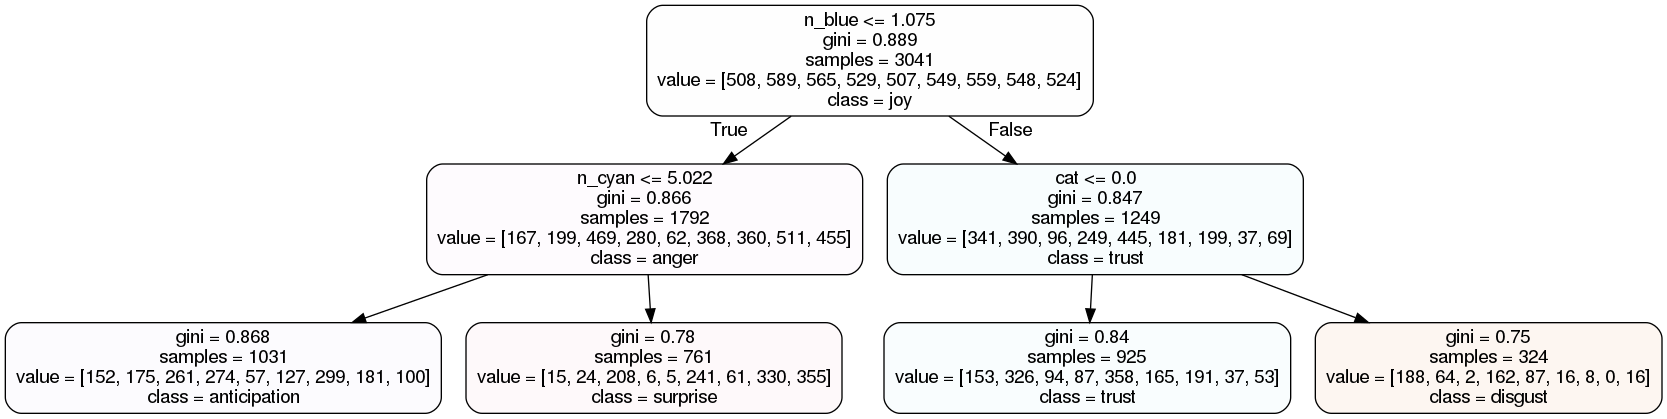 n_blue <= 1.075
gini = 0.889
samples = 3041
value = [508, 589, 565, 529, 507, 549, 559, 548, 524]
class = joy
True
False
n_cyan <= 5.022
gini = 0.866
samples = 1792
value = [167, 199, 469, 280, 62, 368, 360, 511, 455]
class = anger
cat <= 0.0
gini = 0.847
samples = 1249
value = [341, 390, 96, 249, 445, 181, 199, 37, 69]
class = trust
gini = 0.868
samples = 1031
value = [152, 175, 261, 274, 57, 127, 299, 181, 100]
class = anticipation
gini = 0.78
samples = 761
value = [15, 24, 208, 6, 5, 241, 61, 330, 355]
class = surprise
gini = 0.84
samples = 925
value = [153, 326, 94, 87, 358, 165, 191, 37, 53]
class = trust
gini = 0.75
samples = 324
value = [188, 64, 2, 162, 87, 16, 8, 0, 16]
class = disgust